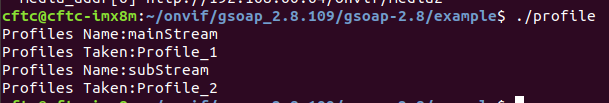 cftc@cftc-imx8m:~/onvif/gsoap_2.8.109/gsoap-2.8/example$ ./profile
Profiles Name:mainStream
Profiles Taken:Profile_1
Profiles Name:subStream
Profiles Taken:Profile_2